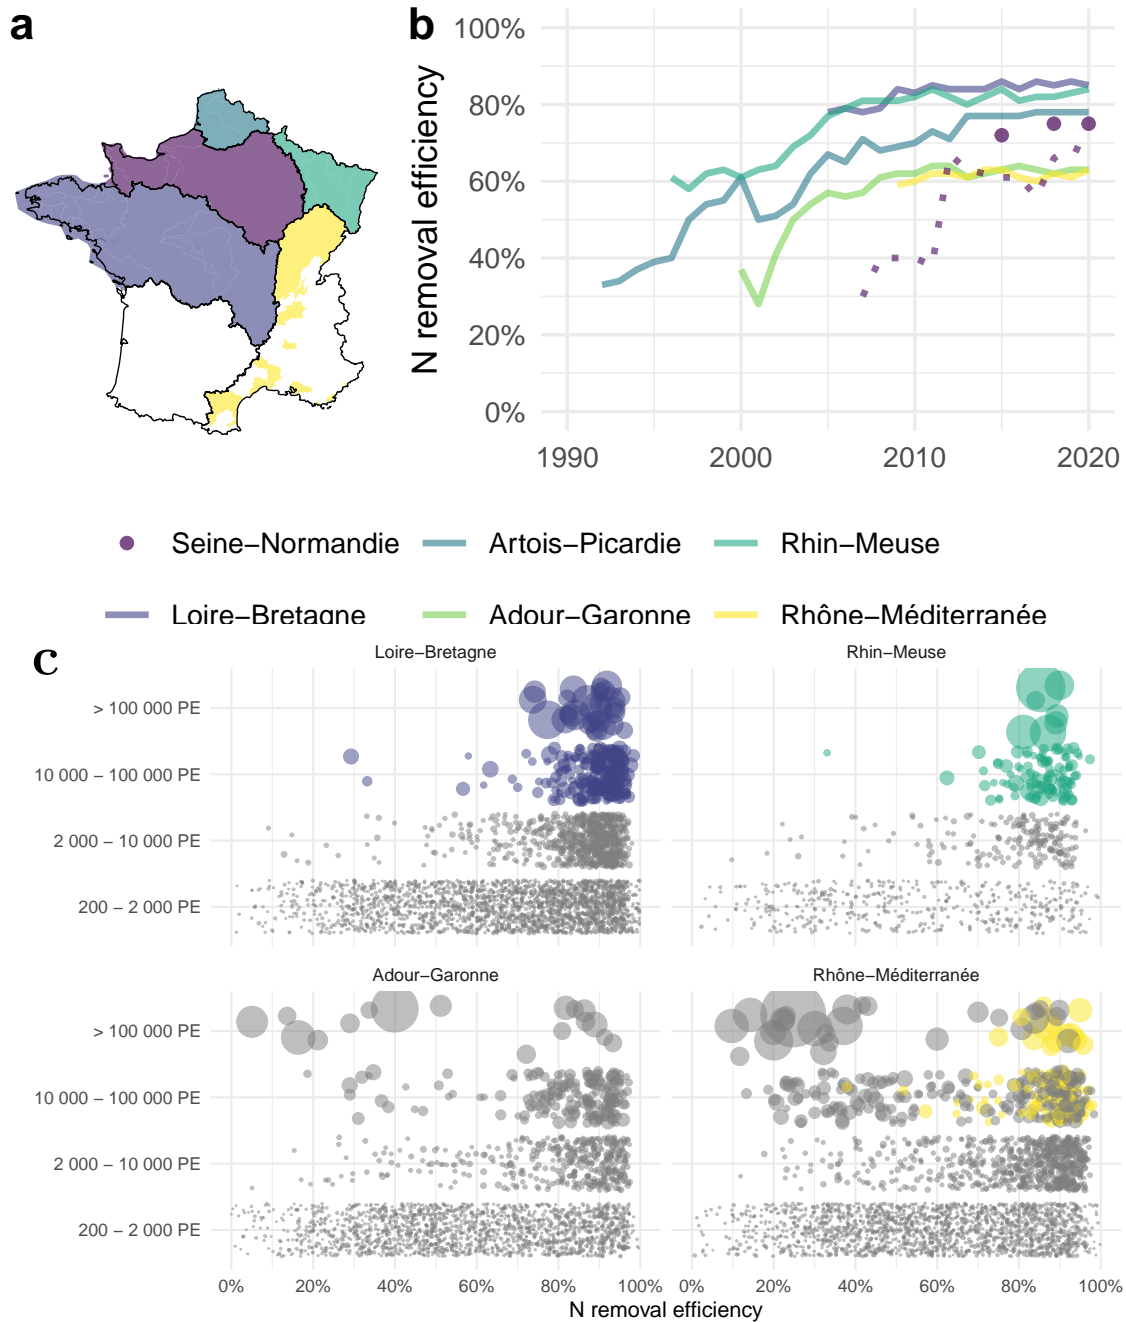 a
b
100%
80%
60%
40%
20%
0%
N removal efficiency
1990 2000 2010 2020
Seine−Normandie Artois−Picardie Rhin−Meuse
Loire−Bretagne Adour−Garonne Rhône−Méditerranée
c
Loire−Bretagne Rhin−Meuse
> 100 000 PE
10 000 − 100 000 PE
2 000 − 10 000 PE
200 − 2 000 PE
Adour−Garonne Rhône−Méditerranée
> 100 000 PE
10 000 − 100 000 PE
2 000 − 10 000 PE
200 − 2 000 PE
0% 20% 40% 60% 80% 100% 0% 20% 40% 60% 80% 100%
N removal efficiency